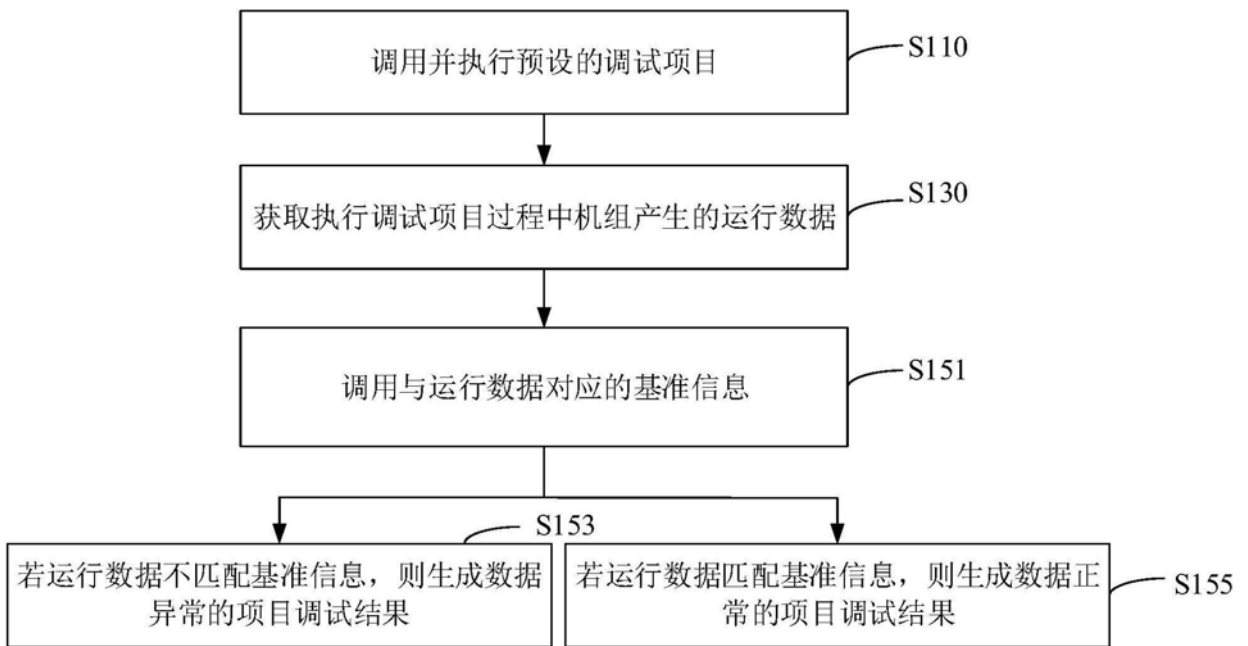 调用并执行预设的调试项目
S110
获取执行调试项目过程中机组产生的运行数据
S130
调用与运行数据对应的基准信息
S151
S153
若运行数据不匹配基准信息，则生成数据
异常的项目调试结果
若运行数据匹配基准信息，则生成数据正
常的项目调试结果
S155